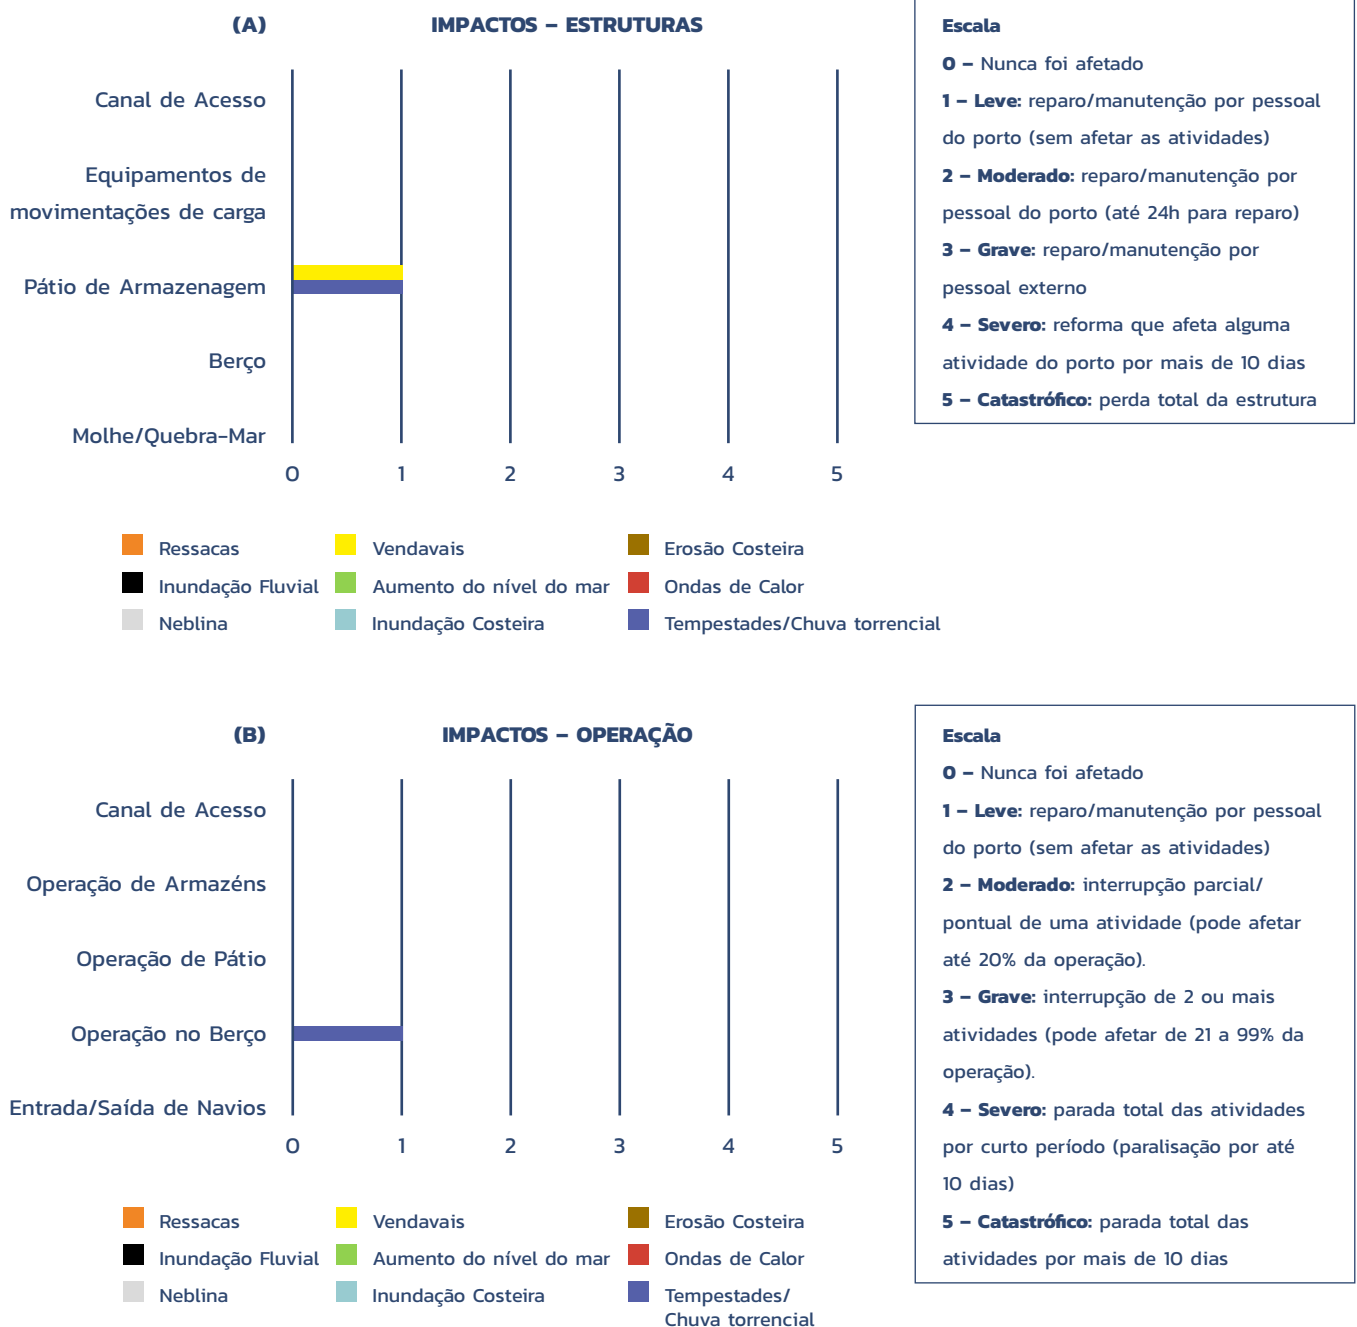 (A)
IMPACTOS – ESTRUTURAS
Canal de Acesso
Equipamentos de
movimentações de carga
Pátio de Armazenagem
Berço
Molhe/Quebra-Mar
0 1 2 3 4 5
Ressacas
Vendavais
Erosão Costeira
Inundação Fluvial
Aumento do nível do mar
Ondas de Calor
Neblina
Inundação Costeira
Tempestades/Chuva torrencial
Escala
0 – Nunca foi afetado
1 – Leve: reparo/manutenção por pessoal
do porto (sem afetar as atividades)
2 – Moderado: reparo/manutenção por
pessoal do porto (até 24h para reparo)
3 – Grave: reparo/manutenção por
pessoal externo
4 – Severo: reforma que afeta alguma
atividade do porto por mais de 10 dias
5 – Catastrófico: perda total da estrutura
(B)
IMPACTOS – OPERAÇÃO
Canal de Acesso
Operação de Armazéns
Operação de Pátio
Operação no Berço
Entrada/Saída de Navios
0 1 2 3 4 5
Ressacas
Vendavais
Erosão Costeira
Inundação Fluvial
Aumento do nível do mar
Ondas de Calor
Neblina
Inundação Costeira
Tempestades/
Chuva torrencial
Escala
0 – Nunca foi afetado
1 – Leve: reparo/manutenção por pessoal
do porto (sem afetar as atividades)
2 – Moderado: interrupção parcial/
pontual de uma atividade (pode afetar
até 20% da operação).
3 – Grave: interrupção de 2 ou mais
atividades (pode afetar de 21 a 99% da
operação).
4 – Severo: parada total das atividades
por curto período (paralisação por até
10 dias)
5 – Catastrófico: parada total das
atividades por mais de 10 dias